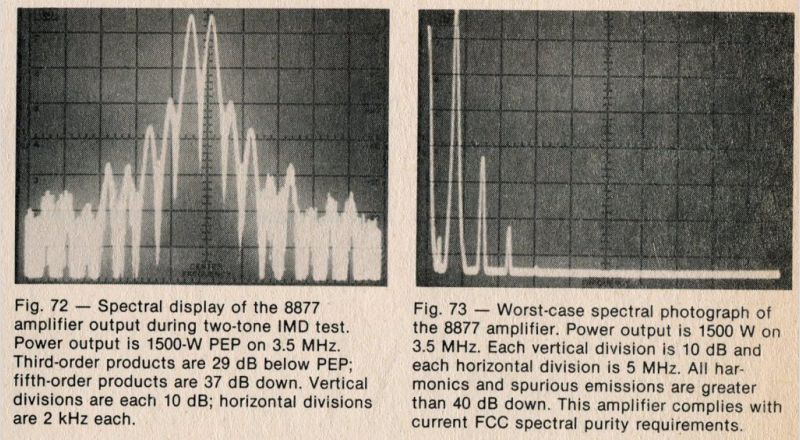 CENTER
FREQUENCY
Fig. 72 — Spectral display of the 8877
amplifier output during two-tone IMD test.
Power output is 1500-W PEP on 3.5 MHz.
Third-order products are 29 dB below PEP;
fifth-order products are 37 dB down. Vertical
divisions are each 10 dB; horizontal divisions
are 2 kHz each.
Fig. 73 — Worst-case spectral photograph of
the 8877 amplifier. Power output is 1500 W on
3.5 MHz. Each vertical division is 10 dB and
each horizontal division is 5 MHz. All har-
monics and spurious emissions are greater
than 40 dB down. This amplifier complies with
current FCC spectral purity requirements.